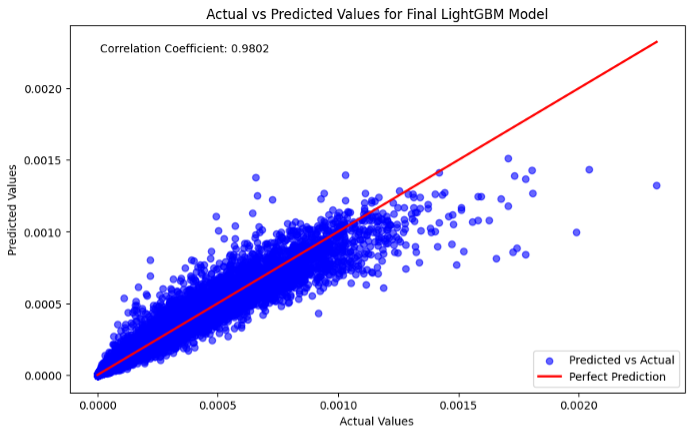 Actual vs Predicted Values for Final LightGBM Model
Correlation Coefficient: 0.9802
0.0020
0.0015
0.0010
0.0005
0.0000
Predicted Values
0.0000 0.0005 0.0010 0.0015 0.0020
Actual Values
Predicted vs Actual
Perfect Prediction